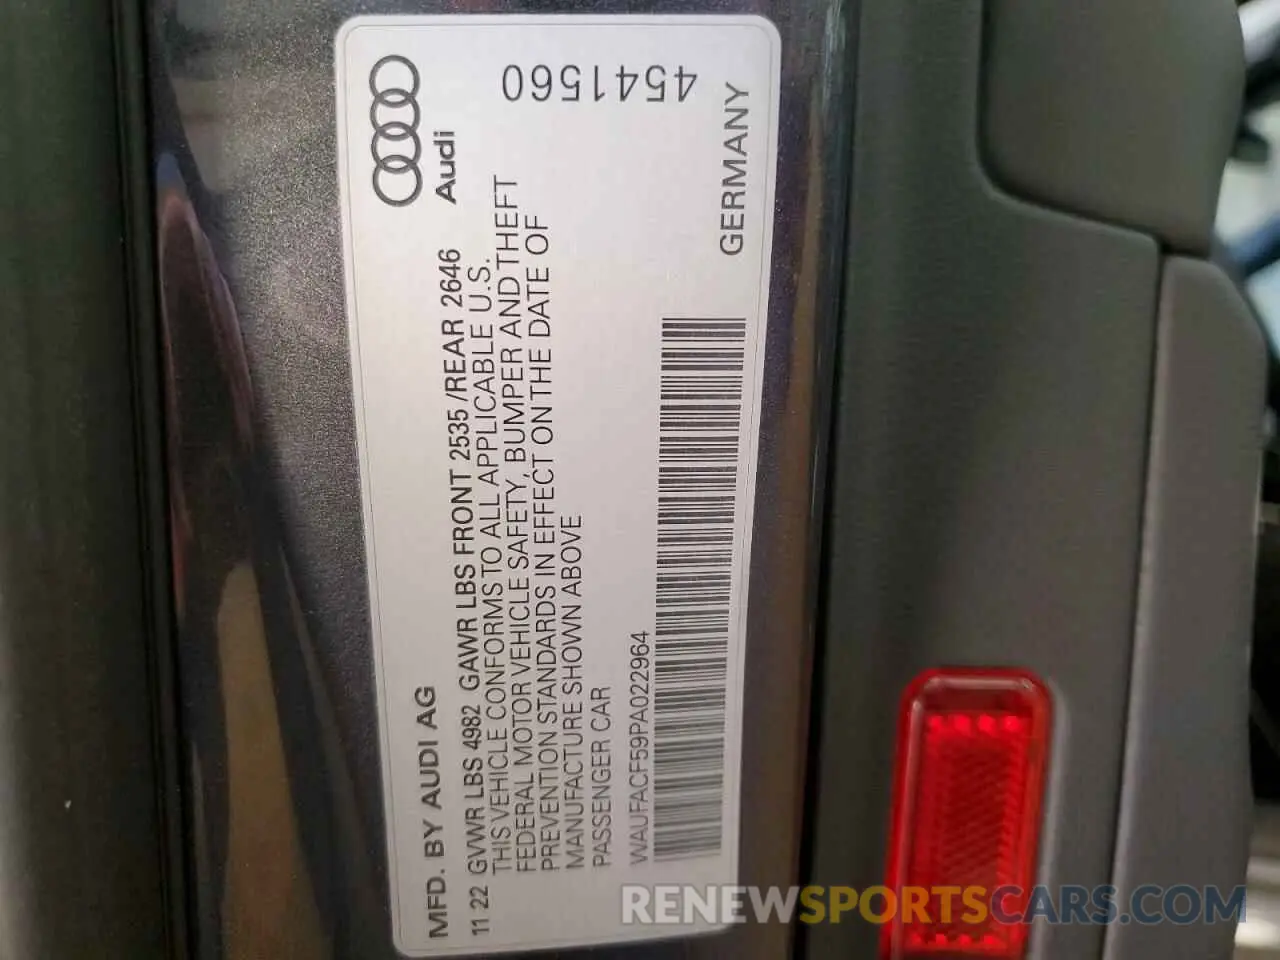 MFD. BY AUDI AG
Audi
11 22 GVWR LBS 4982 GAWR LBS FRONT 2535 /REAR 2646
THIS VEHICLE CONFORMS TO ALL APPLICABLE U.S.
FEDERAL MOTOR VEHICLE SAFETY, BUMPER AND THEFT
PREVENTION STANDARDS IN EFFECT ON THE DATE OF
MANUFACTURE SHOWN ABOVE
PASSENGER CAR
WAUFACF59PA022964
GERMANY
4541560
RENEWSPORTSCARS.COM